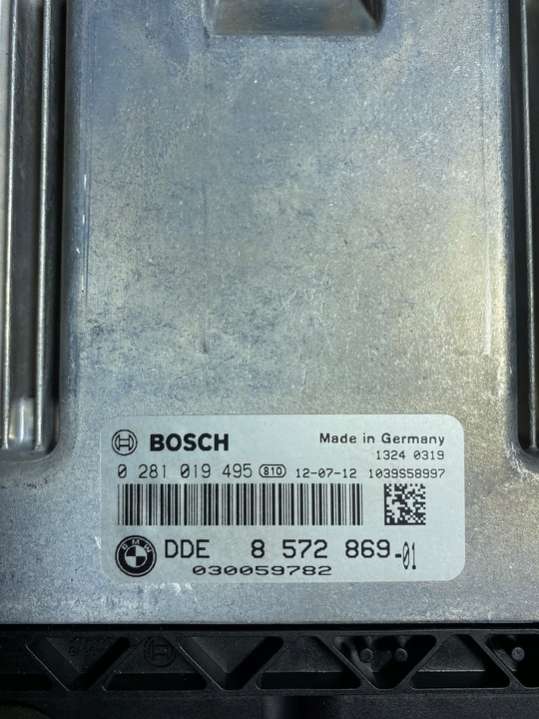 BOSCH Made in Germany
1324 0319
0 281 019 495 810 12-07-12 1039S58997
BMW DDE 8 572 869-01
030059782